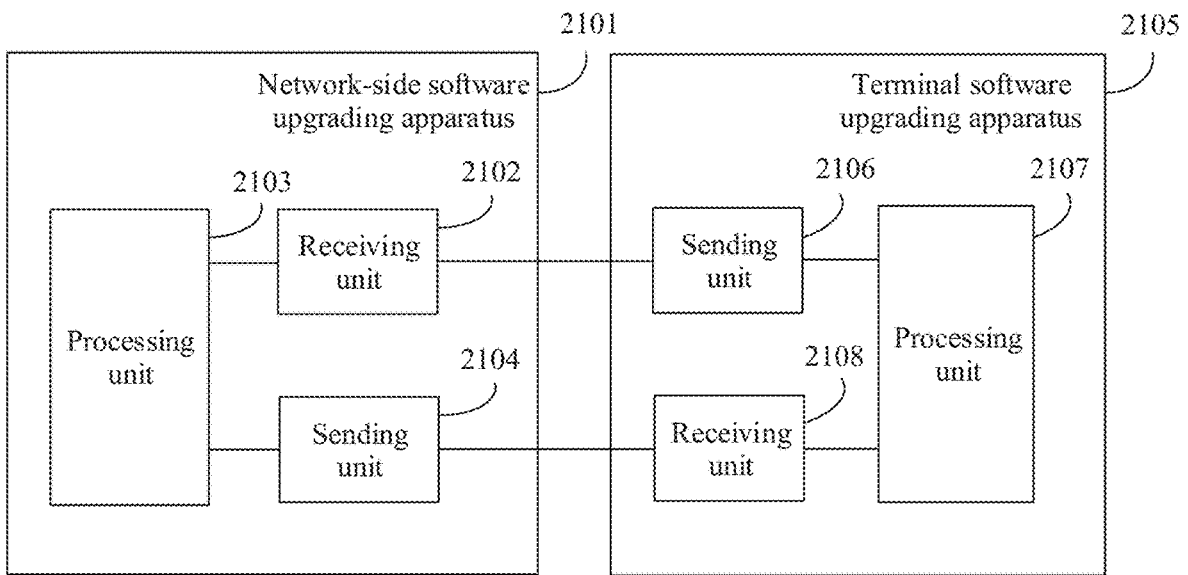 2101
2105
Network-side software
upgrading apparatus
Terminal software
upgrading apparatus
2103
2102
2106
2107
Receiving
unit
Sending
unit
Processing
unit
Processing
unit
2104
2108
Sending
unit
Receiving
unit